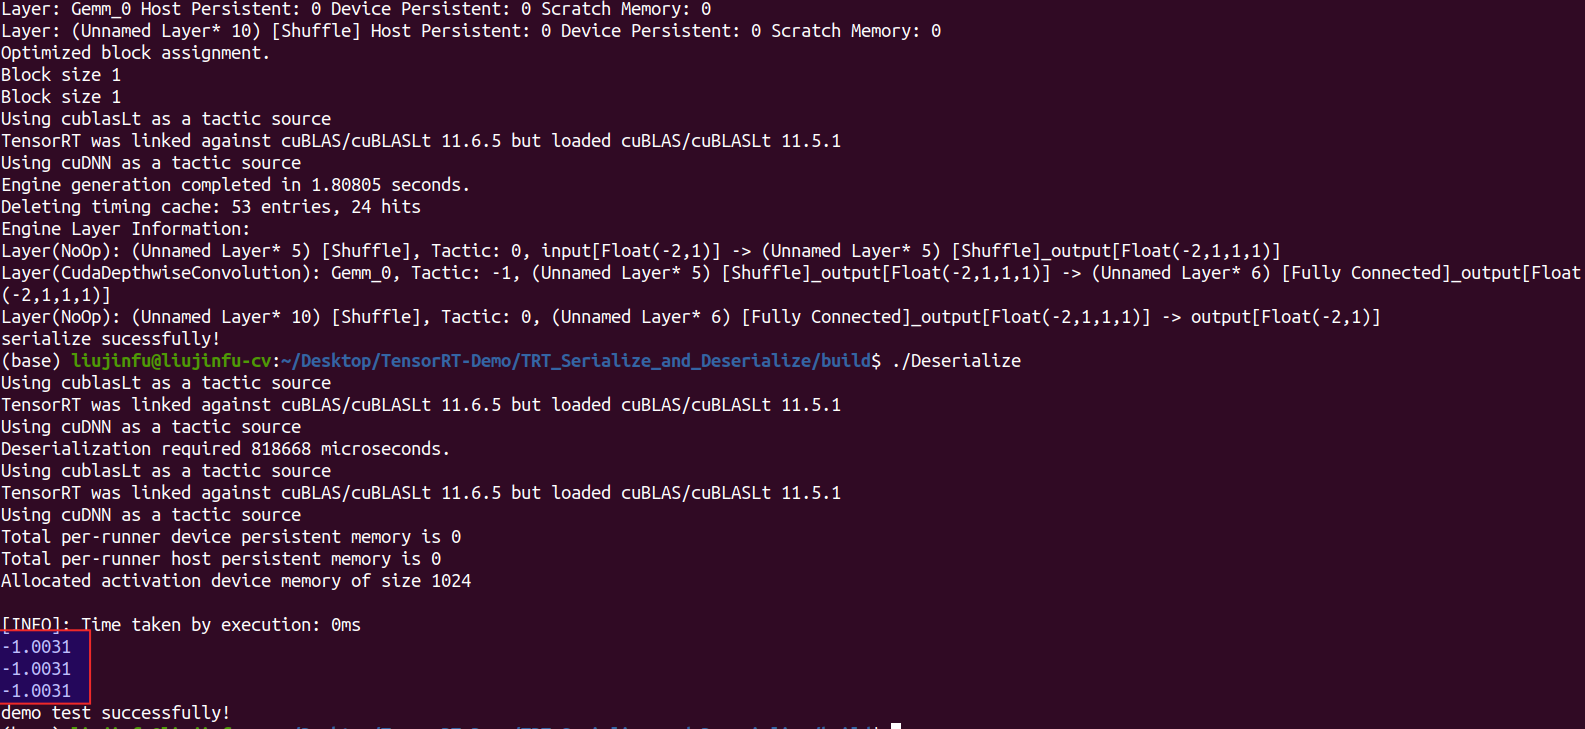 Layer: Gemm_0 Host Persistent: 0 Device Persistent: 0 Scratch Memory: 0
Layer: (Unnamed Layer* 10) [Shuffle] Host Persistent: 0 Device Persistent: 0 Scratch Memory: 0
Optimized block assignment.
Block size 1
Block size 1
Using cublasLt as a tactic source
TensorRT was linked against cuBLAS/cuBLASLt 11.6.5 but loaded cuBLAS/cuBLASLt 11.5.1
Using cuDNN as a tactic source
Engine generation completed in 1.80805 seconds.
Deleting timing cache: 53 entries, 24 hits
Engine Layer Information:
Layer(NoOp): (Unnamed Layer* 5) [Shuffle], Tactic: 0, input[Float(-2,1)] -> (Unnamed Layer* 5) [Shuffle]_output[Float(-2,1,1,1)]
Layer(CudaDepthwiseConvolution): Gemm_0, Tactic: -1, (Unnamed Layer* 5) [Shuffle]_output[Float(-2,1,1,1)] -> (Unnamed Layer* 6) [Fully Connected]_output[Float
(-2,1,1,1)]
Layer(NoOp): (Unnamed Layer* 10) [Shuffle], Tactic: 0, (Unnamed Layer* 6) [Fully Connected]_output[Float(-2,1,1,1)] -> output[Float(-2,1)]
serialize sucessfully!
(base) liujinfu@liujinfu-cv:~/Desktop/TensorRT-Demo/TRT_Serialize_and_Deserialize/build$ ./Deserialize
Using cublasLt as a tactic source
TensorRT was linked against cuBLAS/cuBLASLt 11.6.5 but loaded cuBLAS/cuBLASLt 11.5.1
Using cuDNN as a tactic source
Deserialization required 818668 microseconds.
Using cublasLt as a tactic source
TensorRT was linked against cuBLAS/cuBLASLt 11.6.5 but loaded cuBLAS/cuBLASLt 11.5.1
Using cuDNN as a tactic source
Total per-runner device persistent memory is 0
Total per-runner host persistent memory is 0
Allocated activation device memory of size 1024
[INFO]: Time taken by execution: 0ms
-1.0031
-1.0031
-1.0031
demo test successfully!